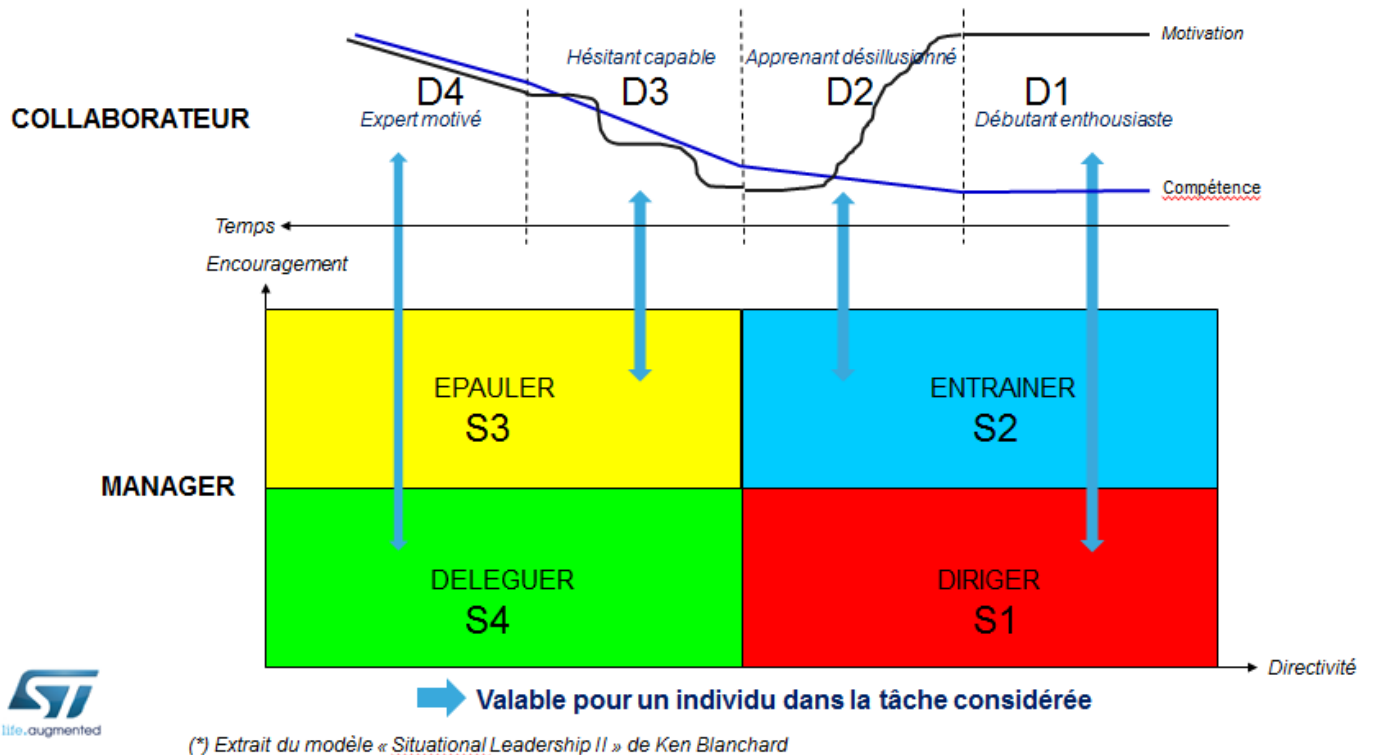 Motivation
Hésitant capable
Apprenant désillusionné
D4
D3
D2
D1
COLLABORATEUR
Expert motivé
Débutant enthousiaste
Compétence
Temps
Encouragement
EPAULER
S3
ENTRAINER
S2
MANAGER
DELEGUER
S4
DIRIGER
S1
Directivité
Valable pour un individu dans la tâche considérée
ST
life.augmented
(*) Extrait du modèle « Situational Leadership II » de Ken Blanchard